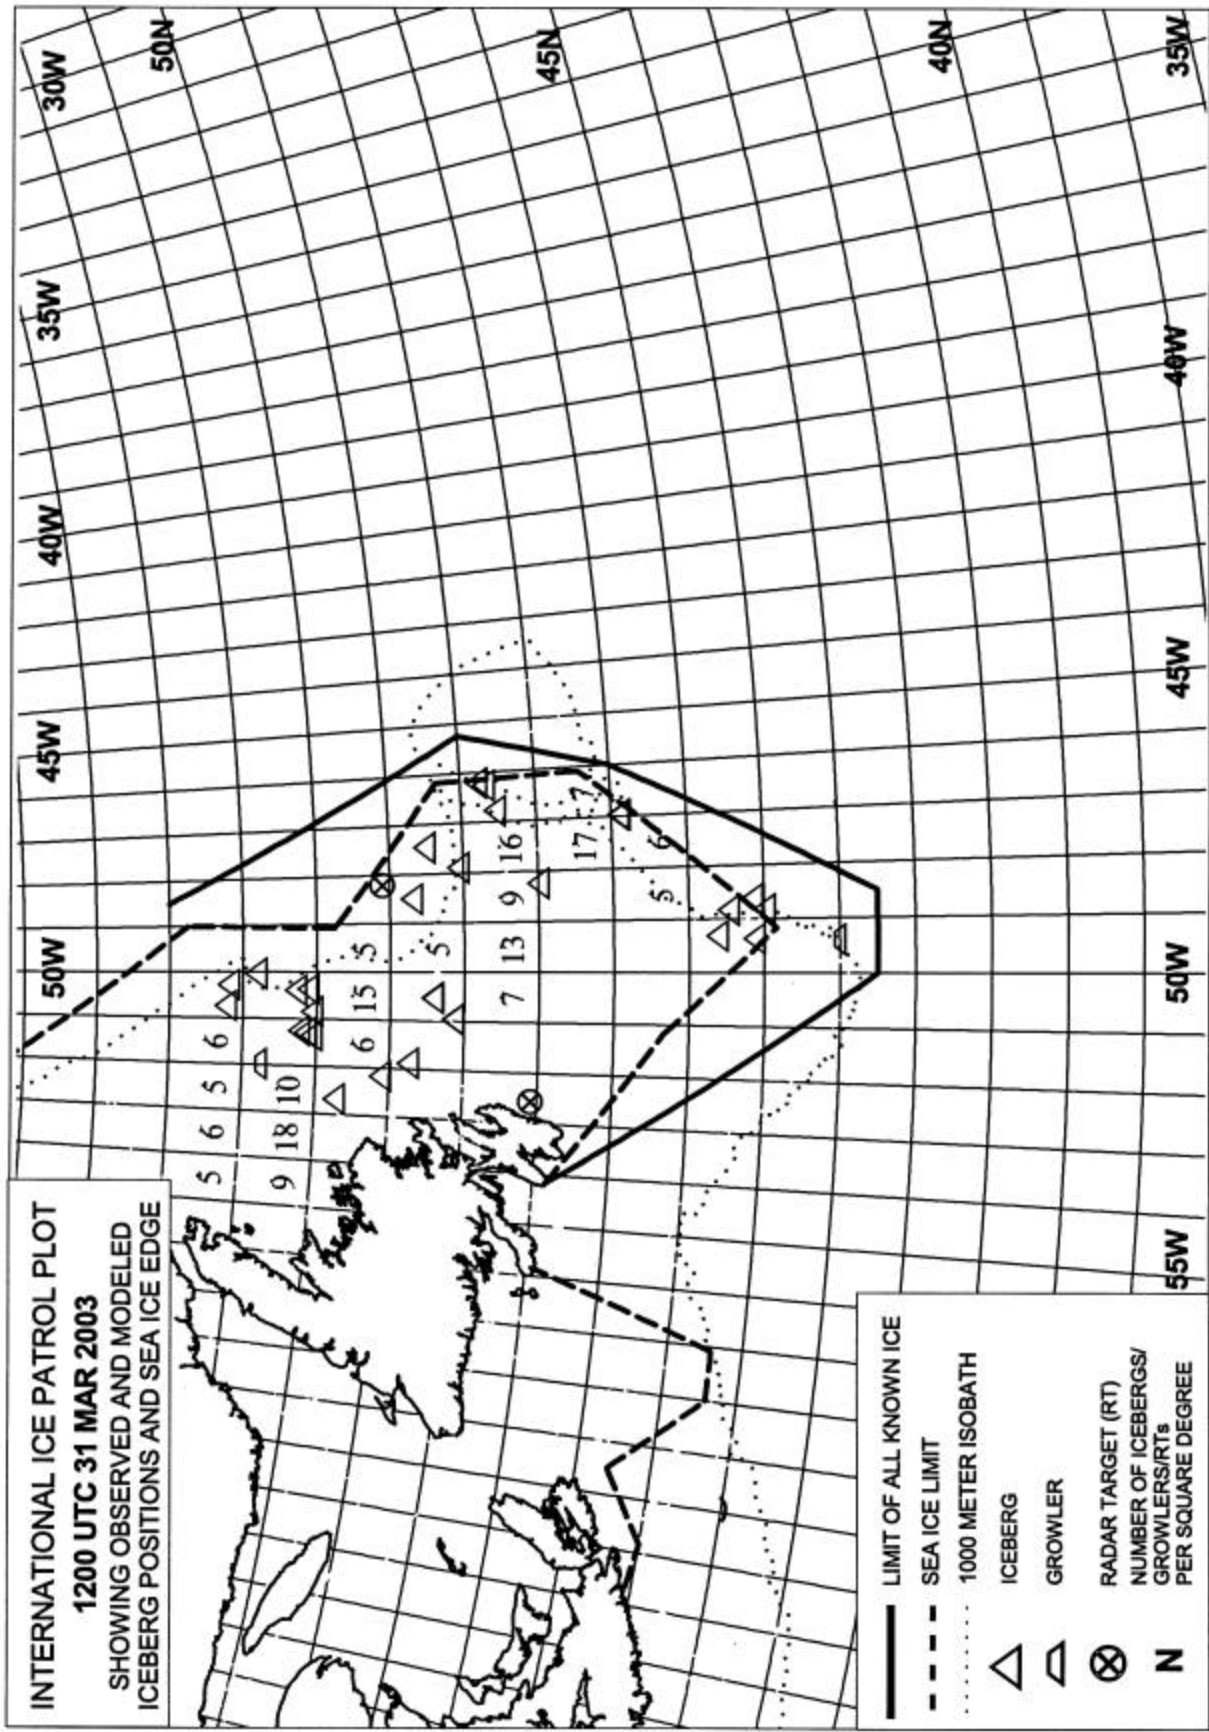 INTERNATIONAL ICE PATROL PLOT
1200 UTC 31 MAR 2003
SHOWING OBSERVED AND MODELED
ICEBERG POSITIONS AND SEA ICE EDGE
50W
45W
40W
35W
30W
50N
45N
40N
35W
40W
45W
50W
55W
5 6 5 6
9 18 10
6 15 5
5
7 13 9 16
17 7
5 6
LIMIT OF ALL KNOWN ICE
SEA ICE LIMIT
1000 METER ISOBATH
ICEBERG
GROWLER
RADAR TARGET (RT)
N NUMBER OF ICEBERGS/
GROWLERS/RTs
PER SQUARE DEGREE